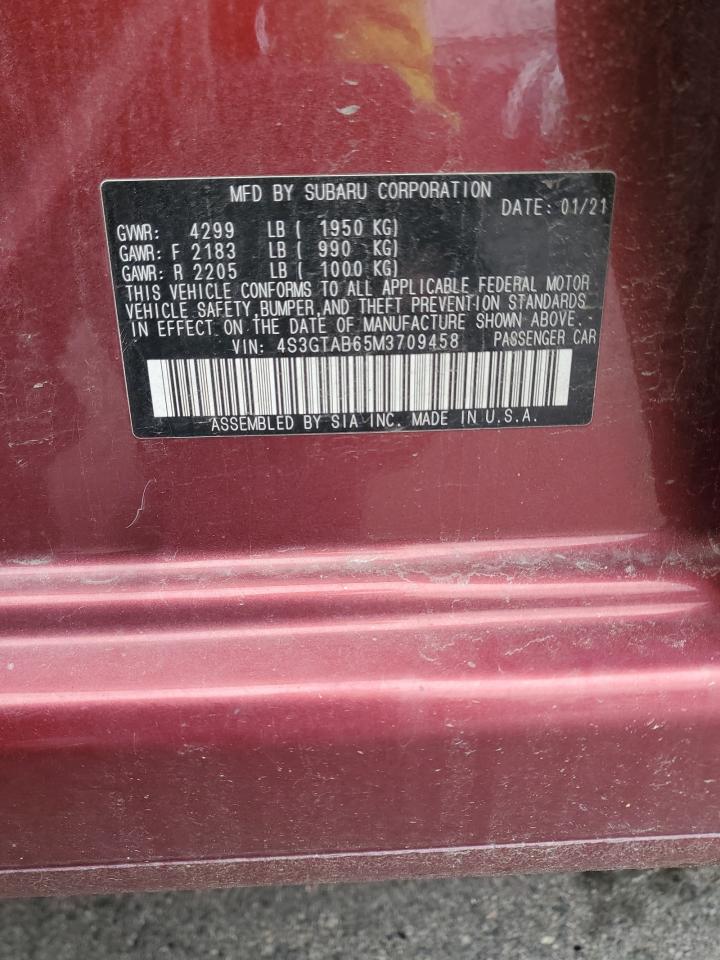 MFD BY SUBARU CORPORATION
DATE: 01/21
GVWR: 4299 LB ( 1950 KG)
GAWR: F 2183 LB ( 990 KG)
GAWR: R 2205 LB ( 1000 KG)
THIS VEHICLE CONFORMS TO ALL APPLICABLE FEDERAL MOTOR
VEHICLE SAFETY,BUMPER,AND THEFT PREVENTION STANDARDS
IN EFFECT ON THE DATE OF MANUFACTURE SHOWN ABOVE.
VIN: 4S3GTAB65M3709458 PASSENGER CAR
ASSEMBLED BY SIA INC. MADE IN U.S.A.